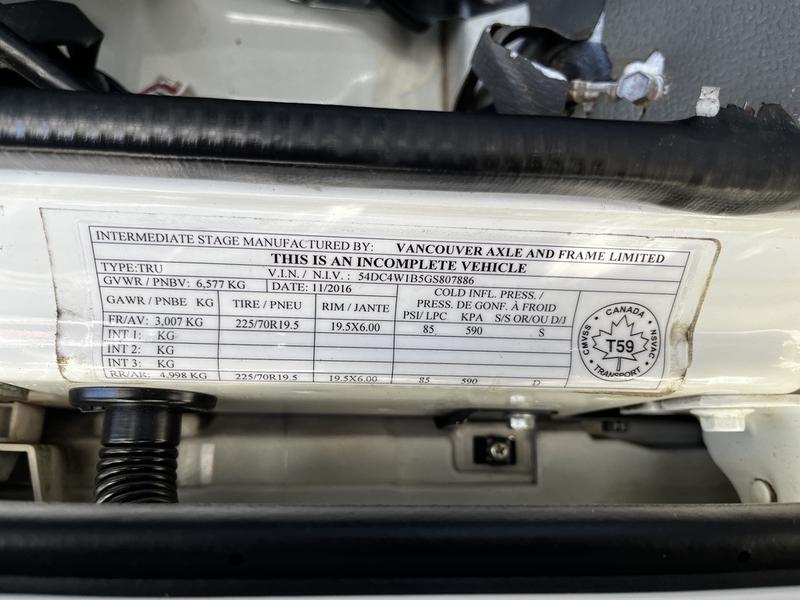 INTERMEDIATE STAGE MANUFACTURED BY: VANCOUVER AXLE AND FRAME LIMITED
THIS IS AN INCOMPLETE VEHICLE
TYPE:TRU V.I.N. / N.I.V. : 54DC4W1B5GS807886
GVWR / PNBV: 6,577 KG DATE: 11/2016
GAWR / PNBE KG TIRE / PNEU RIM / JANTE COLD INFL. PRESS. /
PRESS. DE GONF. À FROID
PSI/ LPC KPA S/S OR/OU D/J
FR/AV: 3,007 KG 225/70R19.5 19.5X6.00 85 590 S
INT 1: KG
INT 2: KG
INT 3: KG
RR/AR: 4,998 KG 225/70R19.5 19.5X6.00 85 590 D
CANADA
CMVSS T59 NSVAC
TRANSPORT